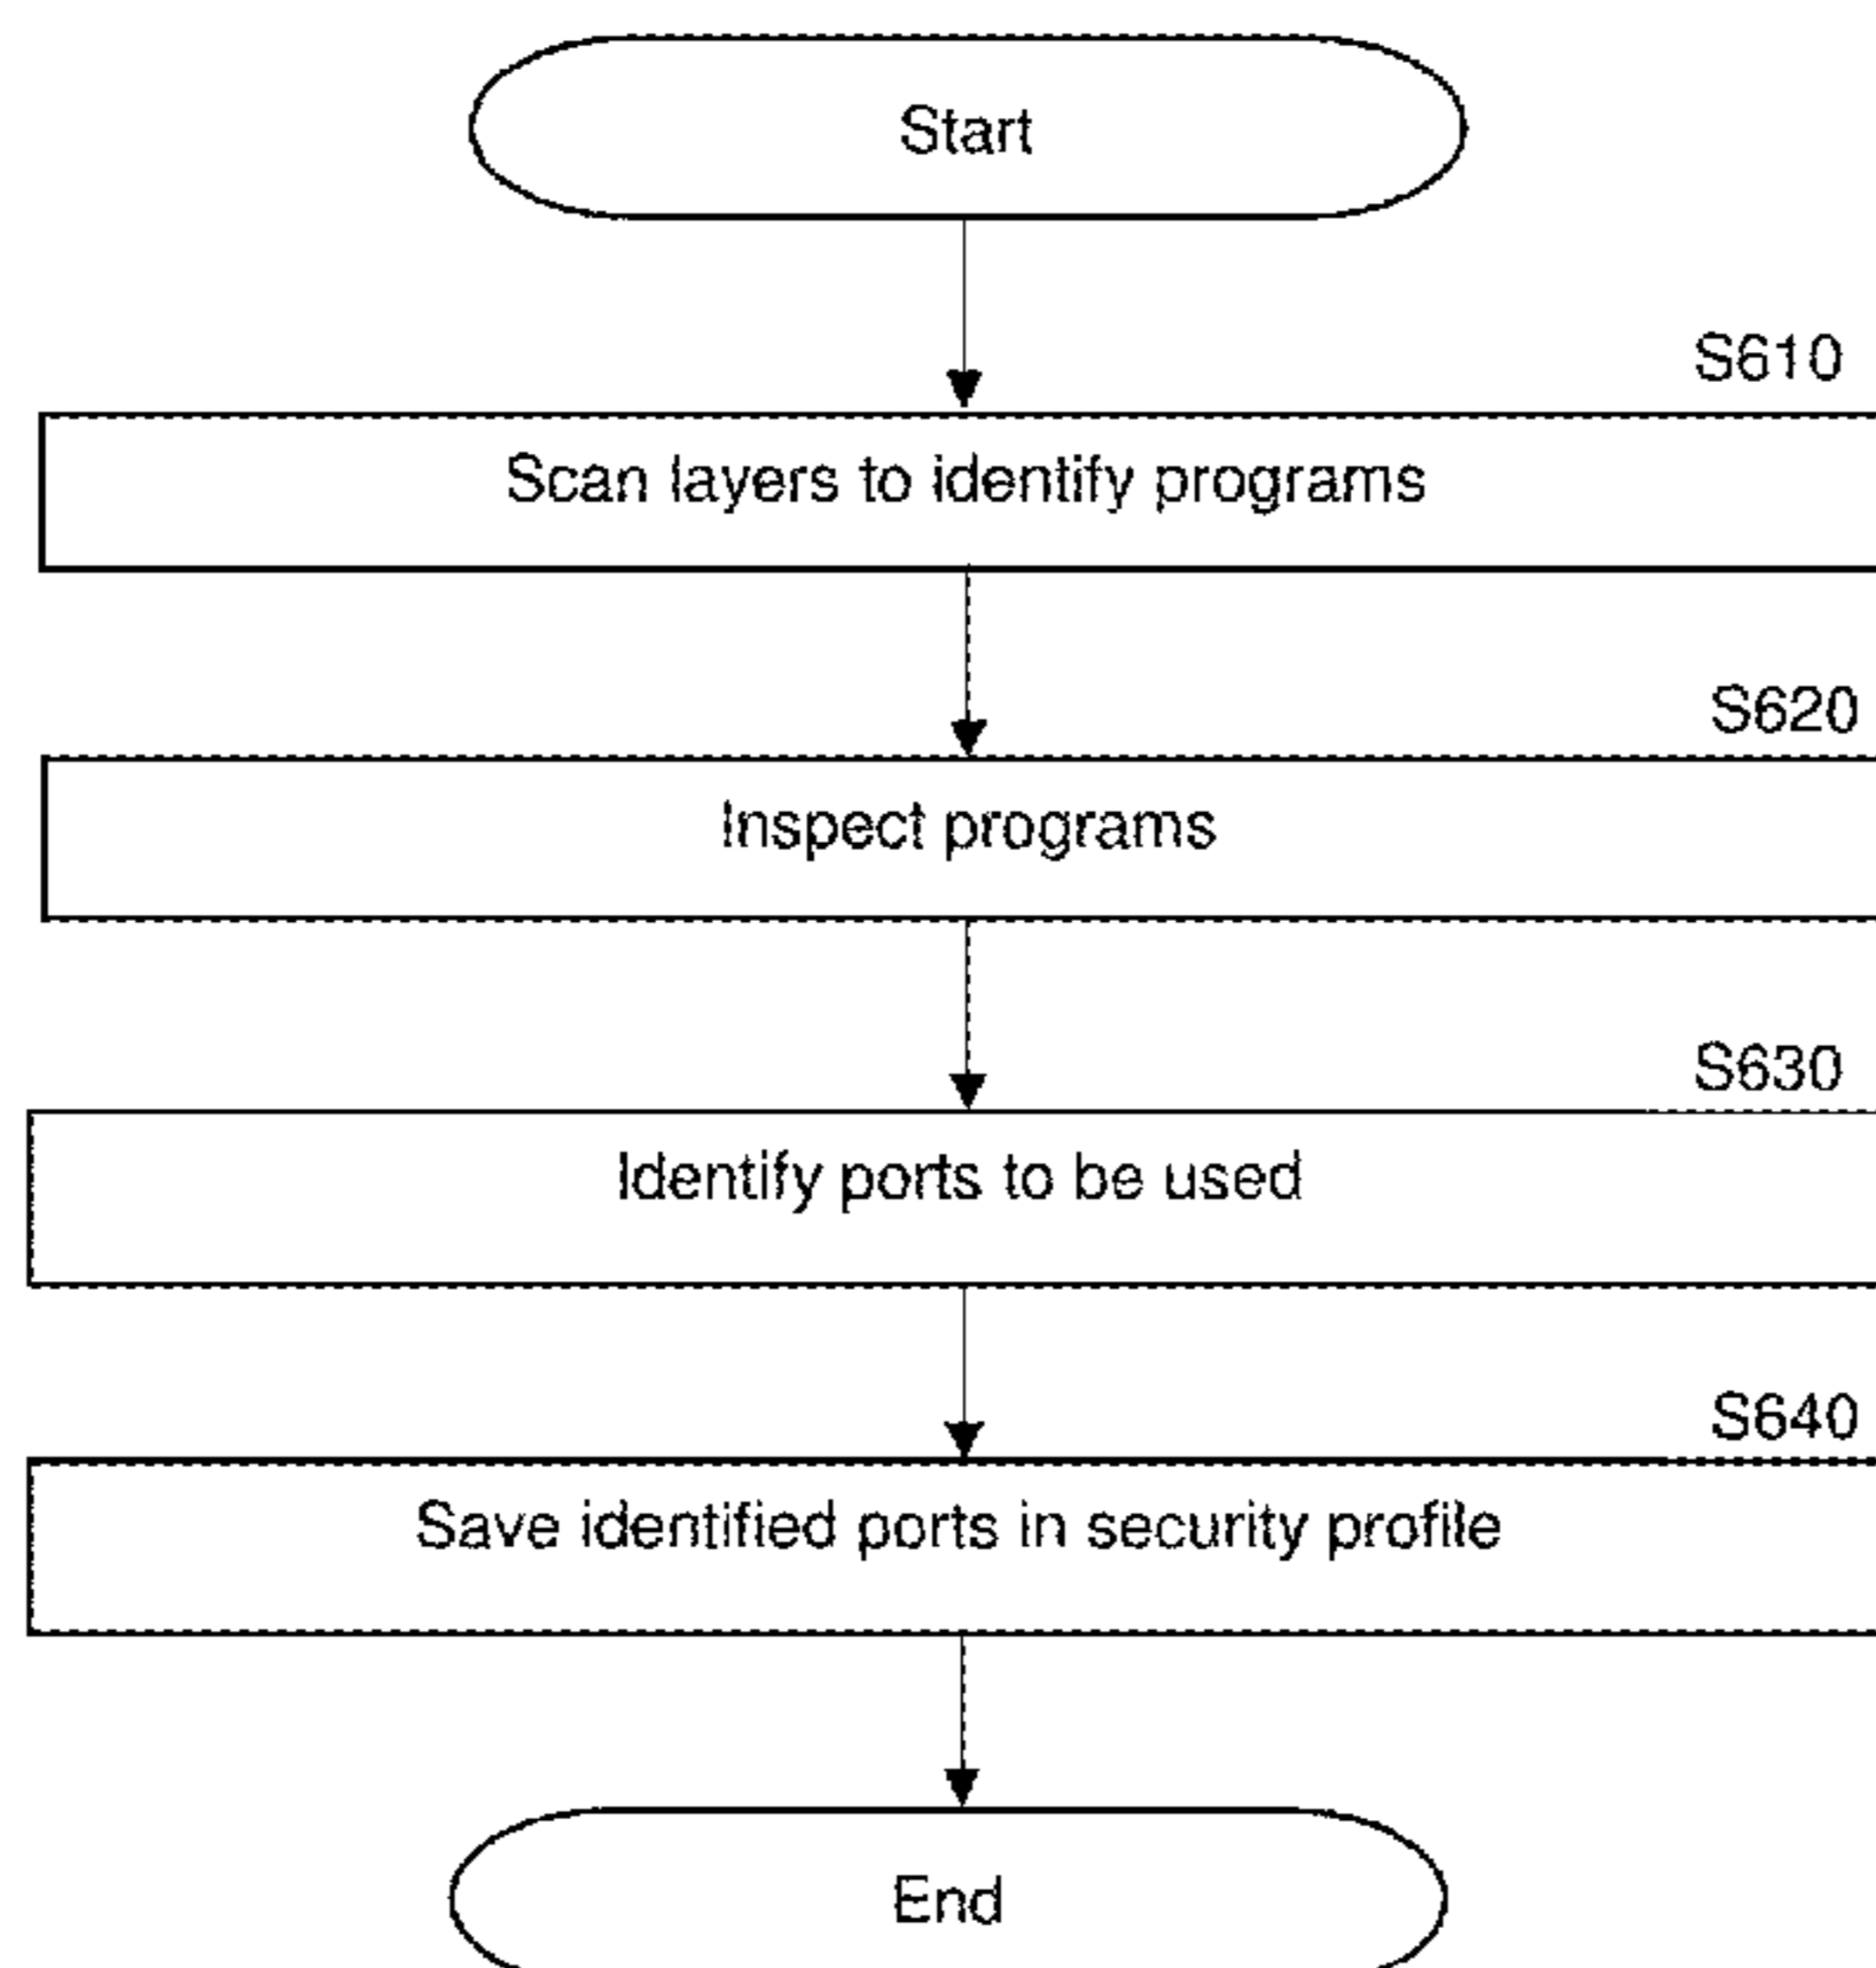 Start
S610
Scan layers to identify programs
S620
Inspect programs
S630
Identify ports to be used
S640
Save identified ports in security profile
End